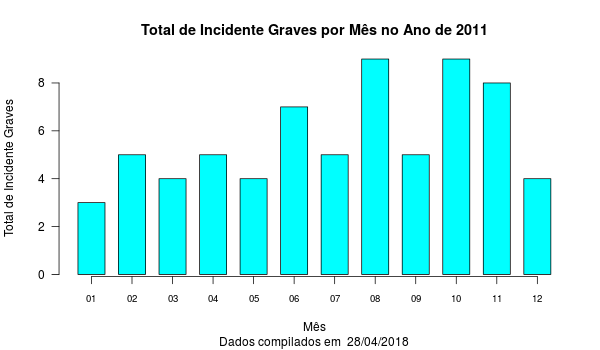 Total de Incidente Graves por Mês no Ano de 2011
Total de Incidente Graves
8
6
4
2
0
01 02 03 04 05 06 07 08 09 10 11 12
Mês
Dados compilados em 28/04/2018